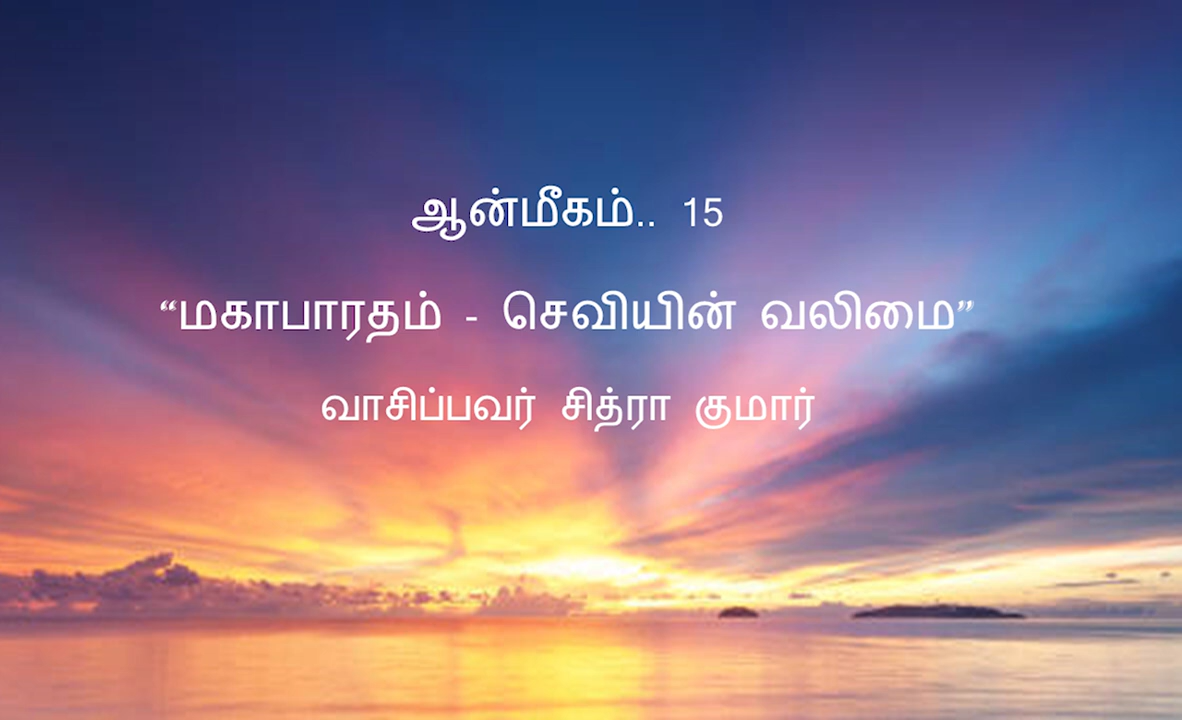 ஆன்மீகம்.. 15
“மகாபாரதம் - செவியின் வலிமை”
வாசிப்பவர் சித்ரா குமார்